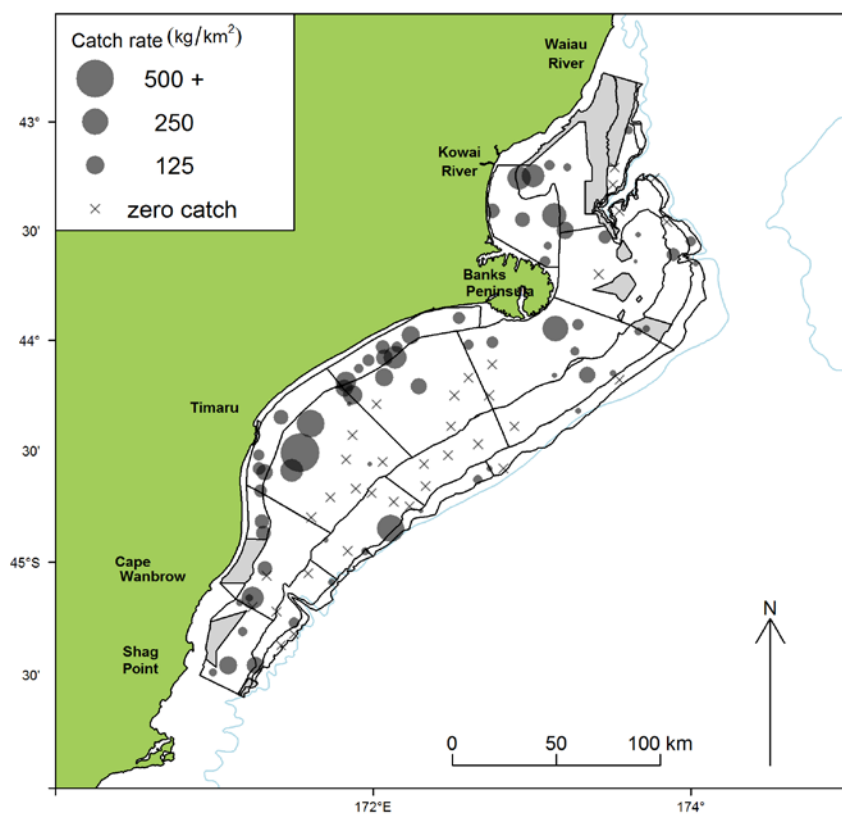 Catch rate (kg/km²)
500 +
250
125
zero catch
Waiau
River
43°
Kowai
River
30'
Banks
Peninsula
44°
Timaru
30'
45°S
Cape
Wanbrow
N
Shag
Point
30'
0 50 100 km
172°E 174°